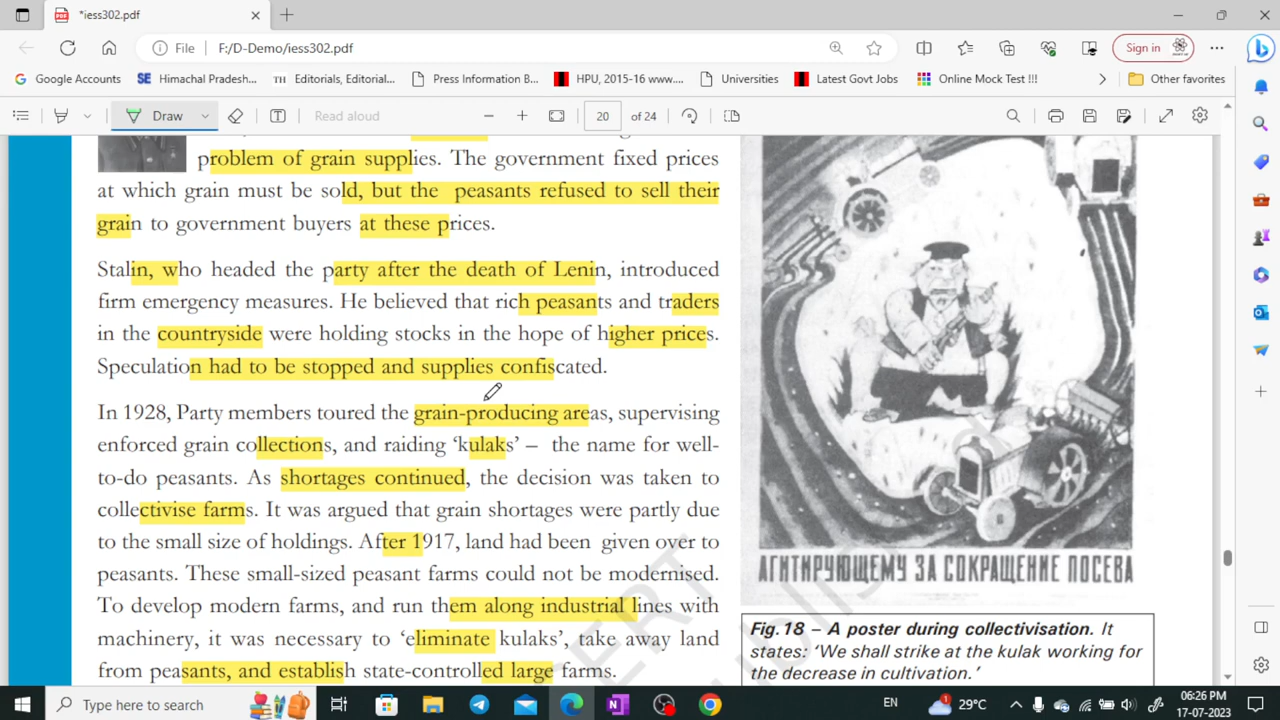 *iess302.pdf
File
F:/D-Demo/iess302.pdf
Sign in
Google Accounts
SE Himachal Pradesh...
TH Editorials, Editorial...
Press Information B...
HPU, 2015-16 www....
Universities
Latest Govt Jobs
Online Mock Test !!!
Other favorites
Draw
Read aloud
20 of 24
problem of grain supplies. The government fixed prices
at which grain must be sold, but the peasants refused to sell their
grain to government buyers at these prices.
Stalin, who headed the party after the death of Lenin, introduced
firm emergency measures. He believed that rich peasants and traders
in the countryside were holding stocks in the hope of higher prices.
Speculation had to be stopped and supplies confiscated.
In 1928, Party members toured the grain-producing areas, supervising
enforced grain collections, and raiding ‘kulaks’ – the name for well-
to-do peasants. As shortages continued, the decision was taken to
collectivise farms. It was argued that grain shortages were partly due
to the small size of holdings. After 1917, land had been given over to
peasants. These small-sized peasant farms could not be modernised.
To develop modern farms, and run them along industrial lines with
machinery, it was necessary to ‘eliminate kulaks’, take away land
from peasants, and establish state-controlled large farms.
АГИТИРУЮЩЕМУ ЗА СОКРАЩЕНИЕ ПОСЕВА
Fig.18 – A poster during collectivisation. It
states: ‘We shall strike at the kulak working for
the decrease in cultivation.’
Type here to search
1
29°C
EN
06:26 PM
17-07-2023